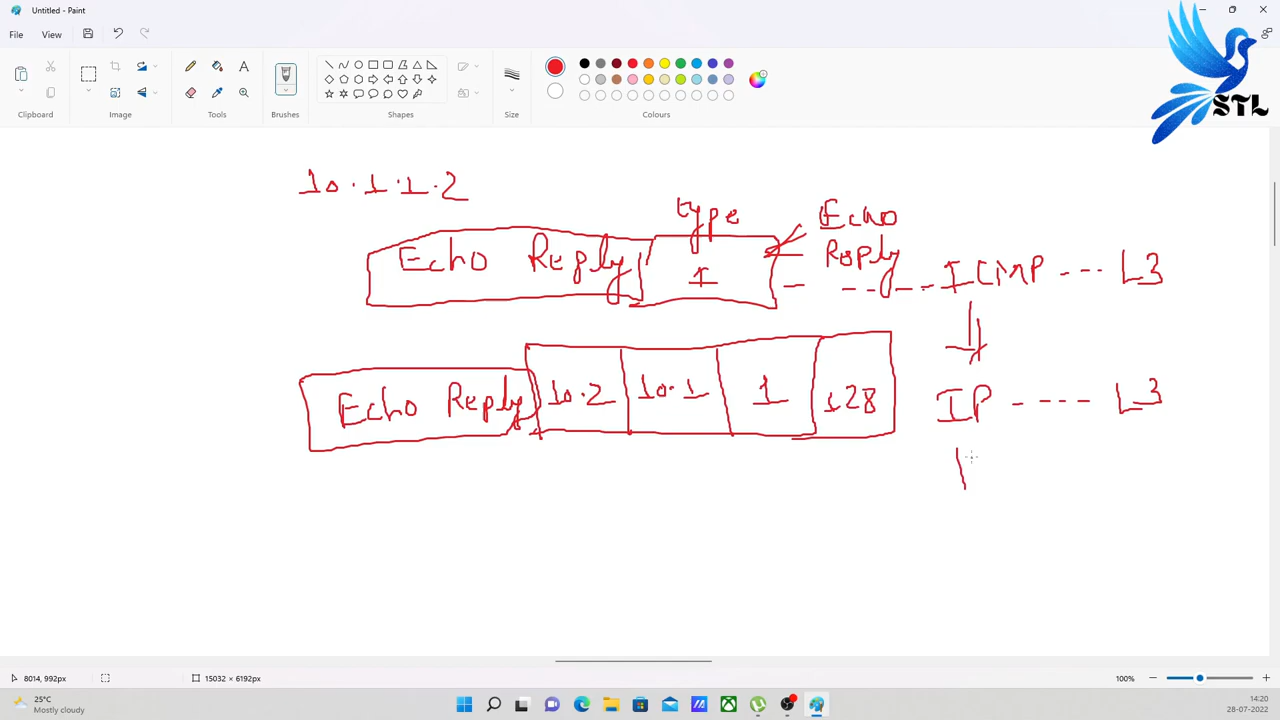 Untitled - Paint
File View
Clipboard
Image
Tools
Brushes
Shapes
Size
Colours
STL
10.1.1.2
type
Echo
Reply
Echo Reply 1 ICMP --- L3
Echo Reply 10.2 10.1 1 128 IP ---- L3
8014, 992px
15032 × 6192px
100%
25°C
Mostly cloudy
14:20
28-07-2022